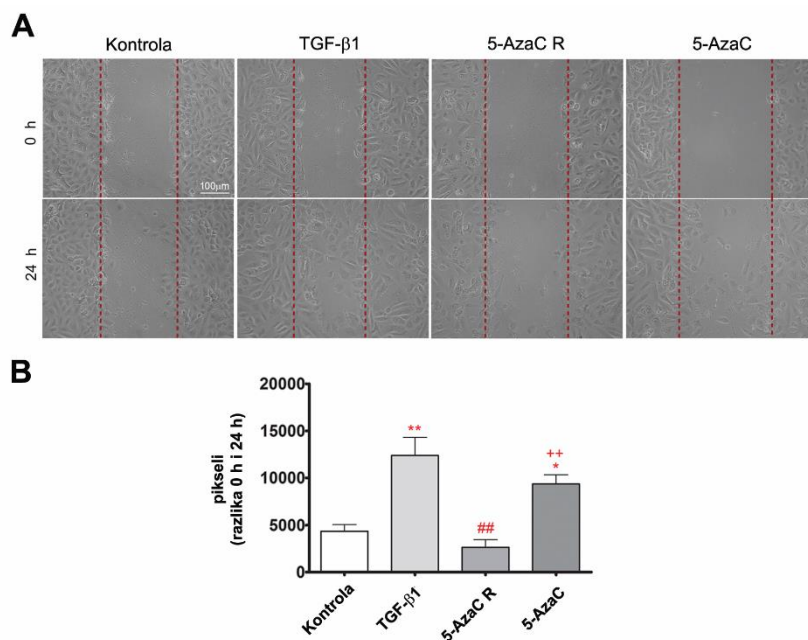 A
Kontrola TGF-β1 5-AzaC R 5-AzaC
0 h
100µm
24 h
B
20000
15000
10000
5000
0
pikseli
(razlika 0 h i 24 h)
**
##
++
*
Kontrola
TGF-β1
5-AzaC R
5-AzaC